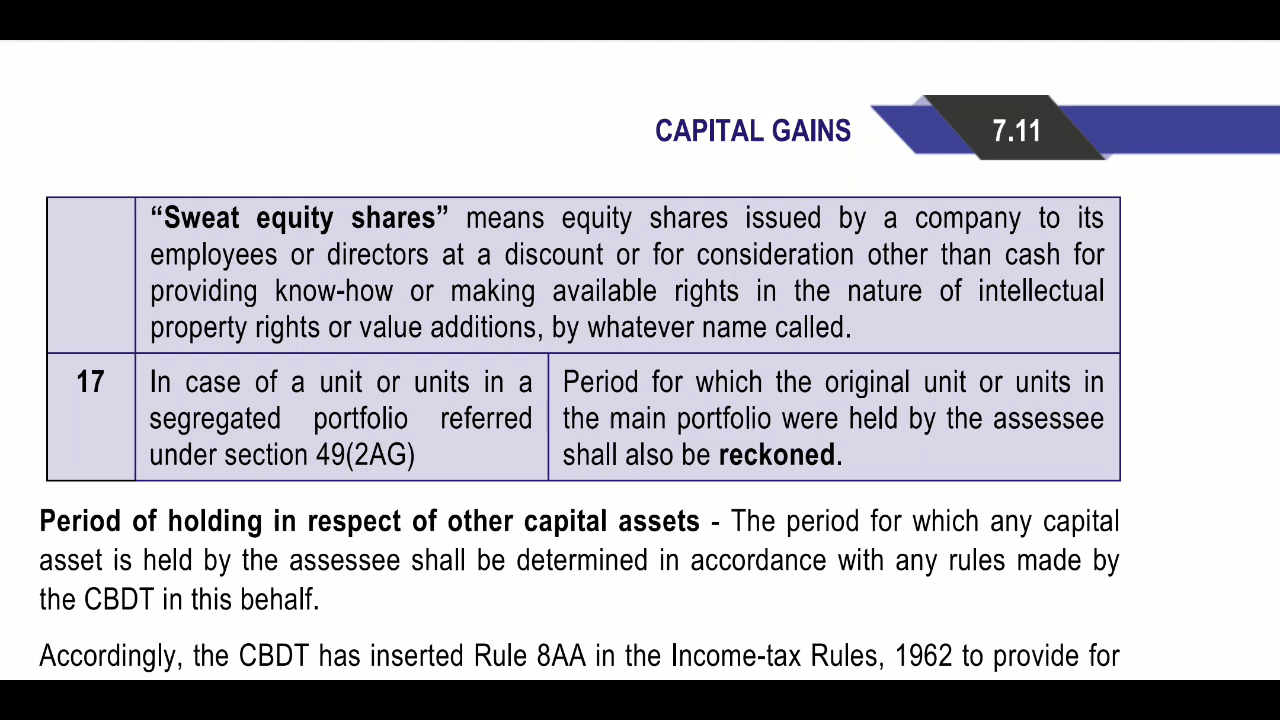 CAPITAL GAINS 7.11
“Sweat equity shares” means equity shares issued by a company to its
employees or directors at a discount or for consideration other than cash for
providing know-how or making available rights in the nature of intellectual
property rights or value additions, by whatever name called.
17 In case of a unit or units in a
segregated portfolio referred
under section 49(2AG)
Period for which the original unit or units in
the main portfolio were held by the assessee
shall also be reckoned.
Period of holding in respect of other capital assets - The period for which any capital
asset is held by the assessee shall be determined in accordance with any rules made by
the CBDT in this behalf.
Accordingly, the CBDT has inserted Rule 8AA in the Income-tax Rules, 1962 to provide for